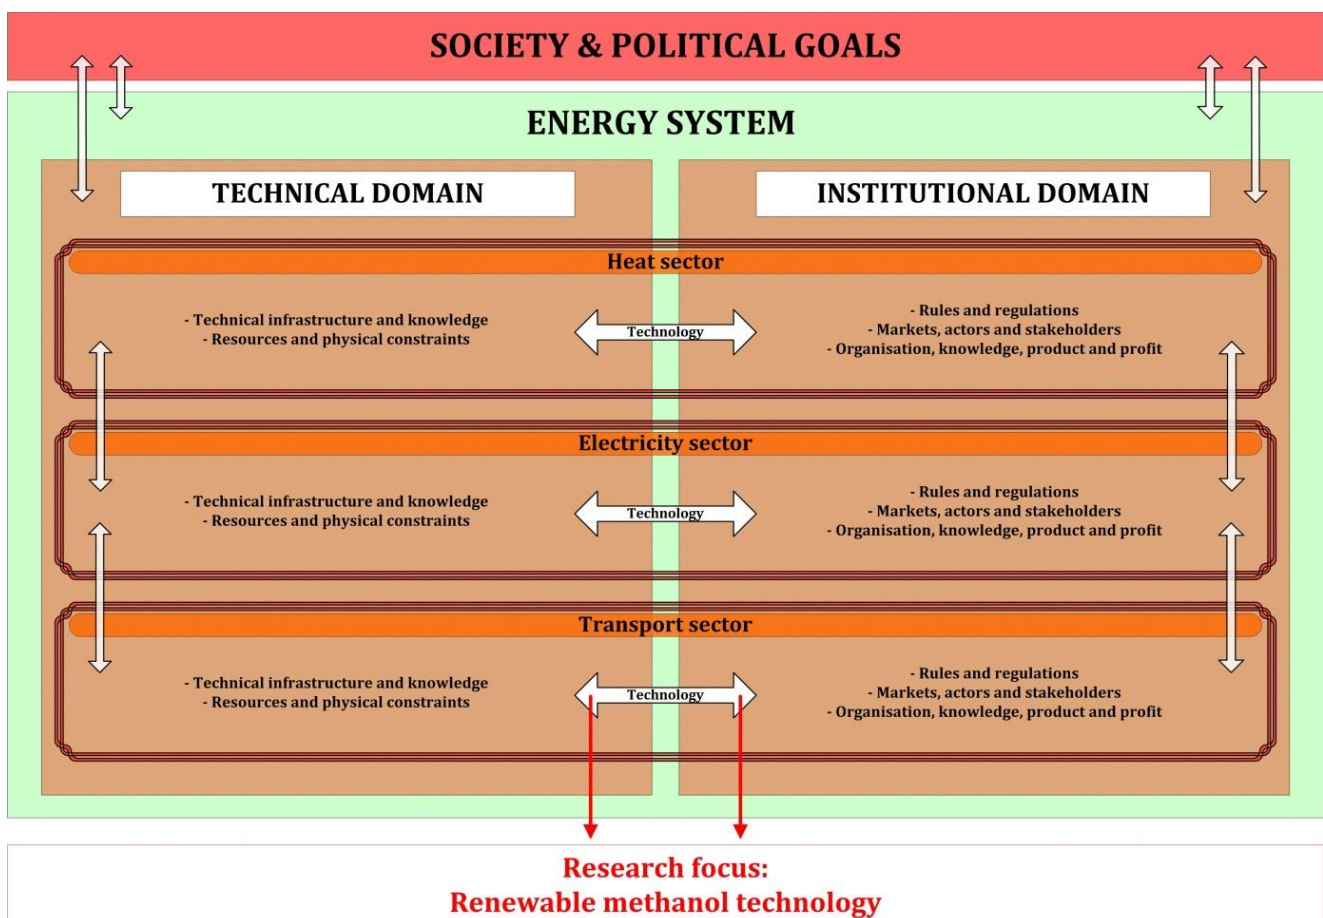 SOCIETY & POLITICAL GOALS
ENERGY SYSTEM
TECHNICAL DOMAIN
INSTITUTIONAL DOMAIN
Heat sector
- Technical infrastructure and knowledge
- Resources and physical constraints
Technology
- Rules and regulations
- Markets, actors and stakeholders
- Organisation, knowledge, product and profit
Electricity sector
- Technical infrastructure and knowledge
- Resources and physical constraints
Technology
- Rules and regulations
- Markets, actors and stakeholders
- Organisation, knowledge, product and profit
Transport sector
- Technical infrastructure and knowledge
- Resources and physical constraints
Technology
- Rules and regulations
- Markets, actors and stakeholders
- Organisation, knowledge, product and profit
Research focus:
Renewable methanol technology